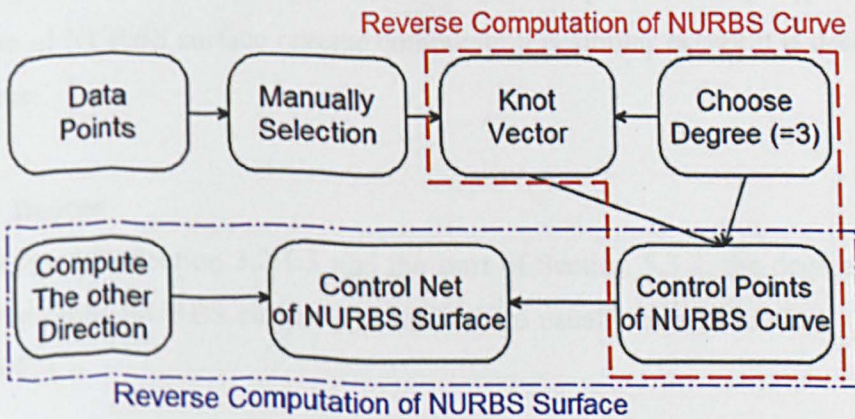 Reverse Computation of NURBS Curve
Data
Points
Manually
Selection
Knot
Vector
Choose
Degree (=3)
Compute
The other
Direction
Control Net
of NURBS Surface
Control Points
of NURBS Curve
Reverse Computation of NURBS Surface